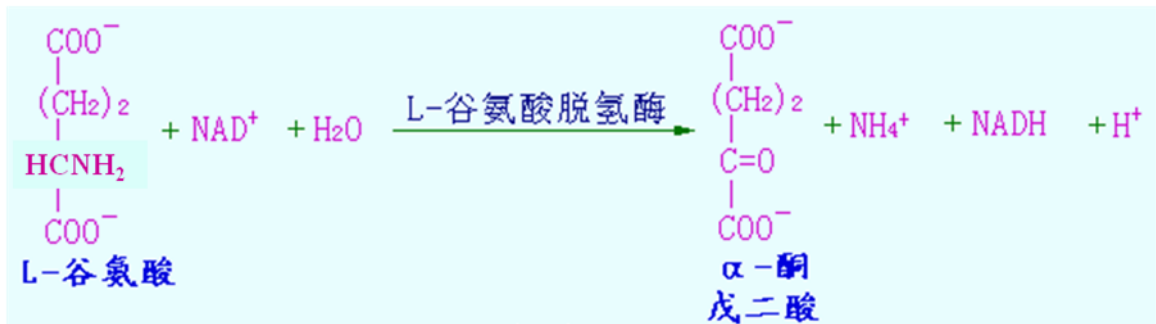 COO⁻
(CH₂)₂
HCNH₂
COO⁻
L-谷氨酸
+ NAD⁺ + H₂O
L-谷氨酸脱氢酶
COO⁻
(CH₂)₂
C=O
COO⁻
α-酮
戊二酸
+ NH₄⁺ + NADH + H⁺